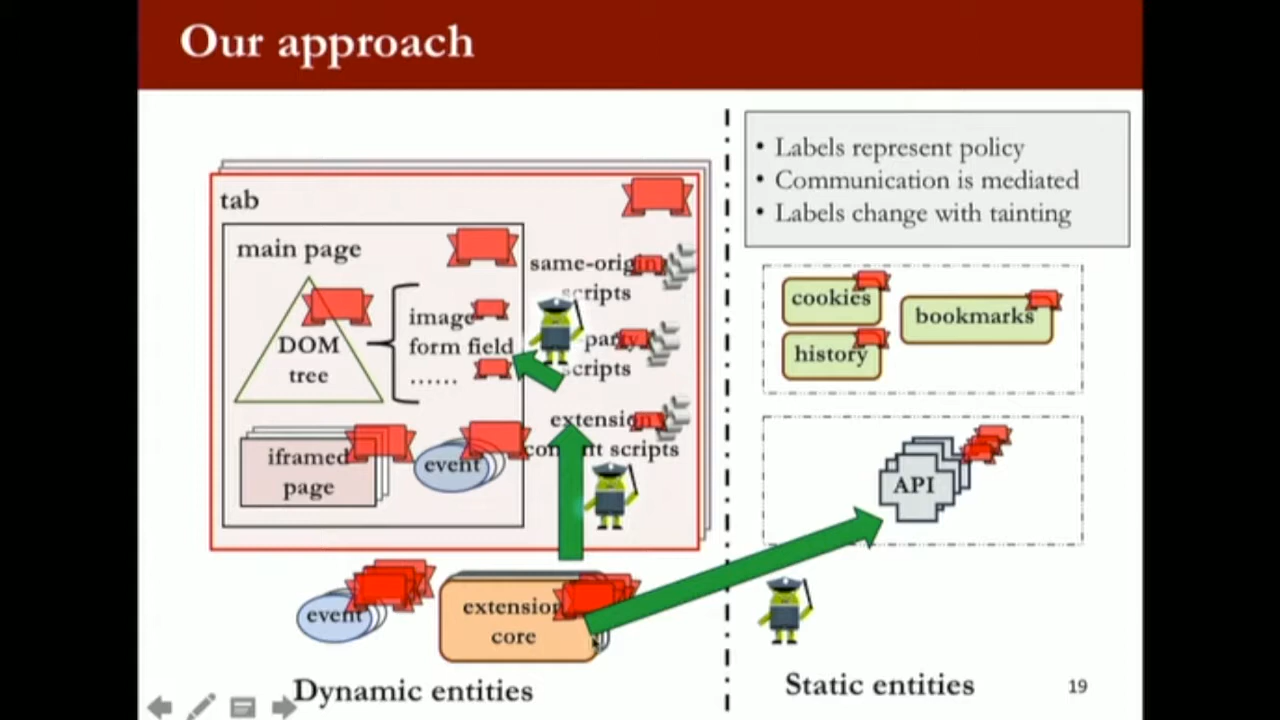 Our approach
• Labels represent policy
• Communication is mediated
• Labels change with tainting
tab
main page
DOM
tree
image
form field
......
iframed
page
event
same-origin
scripts
party
scripts
extension
scripts
cookies
history
bookmarks
API
event
extension
core
Dynamic entities
Static entities
19